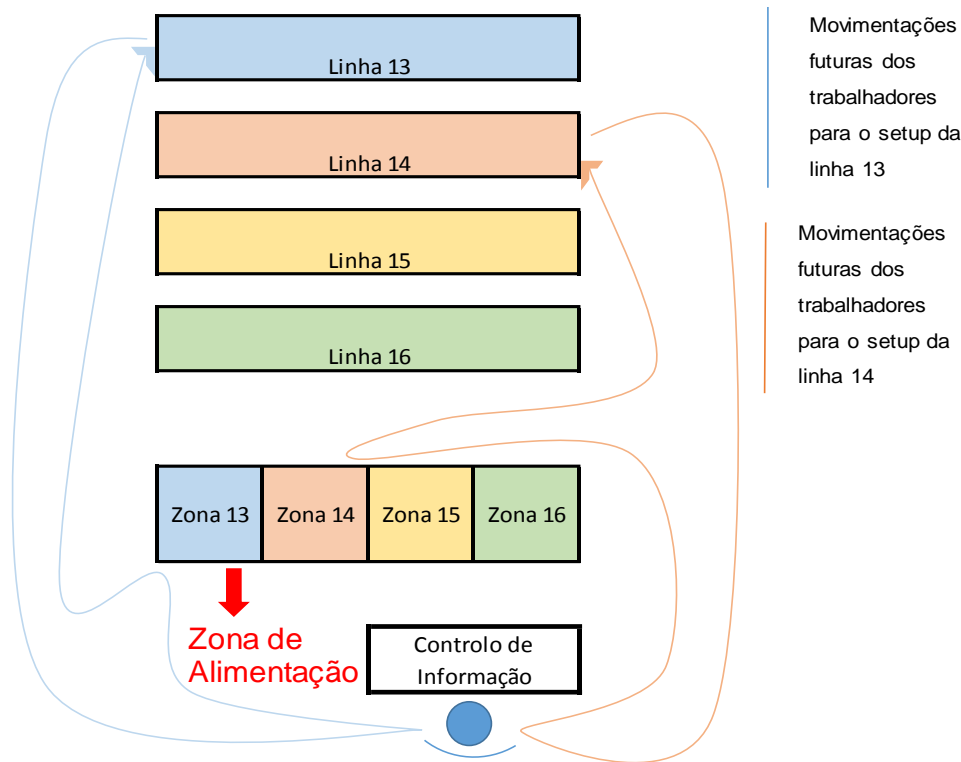 Linha 13
Linha 14
Linha 15
Linha 16
Movimentações
futuras dos
trabalhadores
para o setup da
linha 13
Movimentações
futuras dos
trabalhadores
para o setup da
linha 14
Zona 13
Zona 14
Zona 15
Zona 16
Zona de
Alimentação
Controlo de
Informação